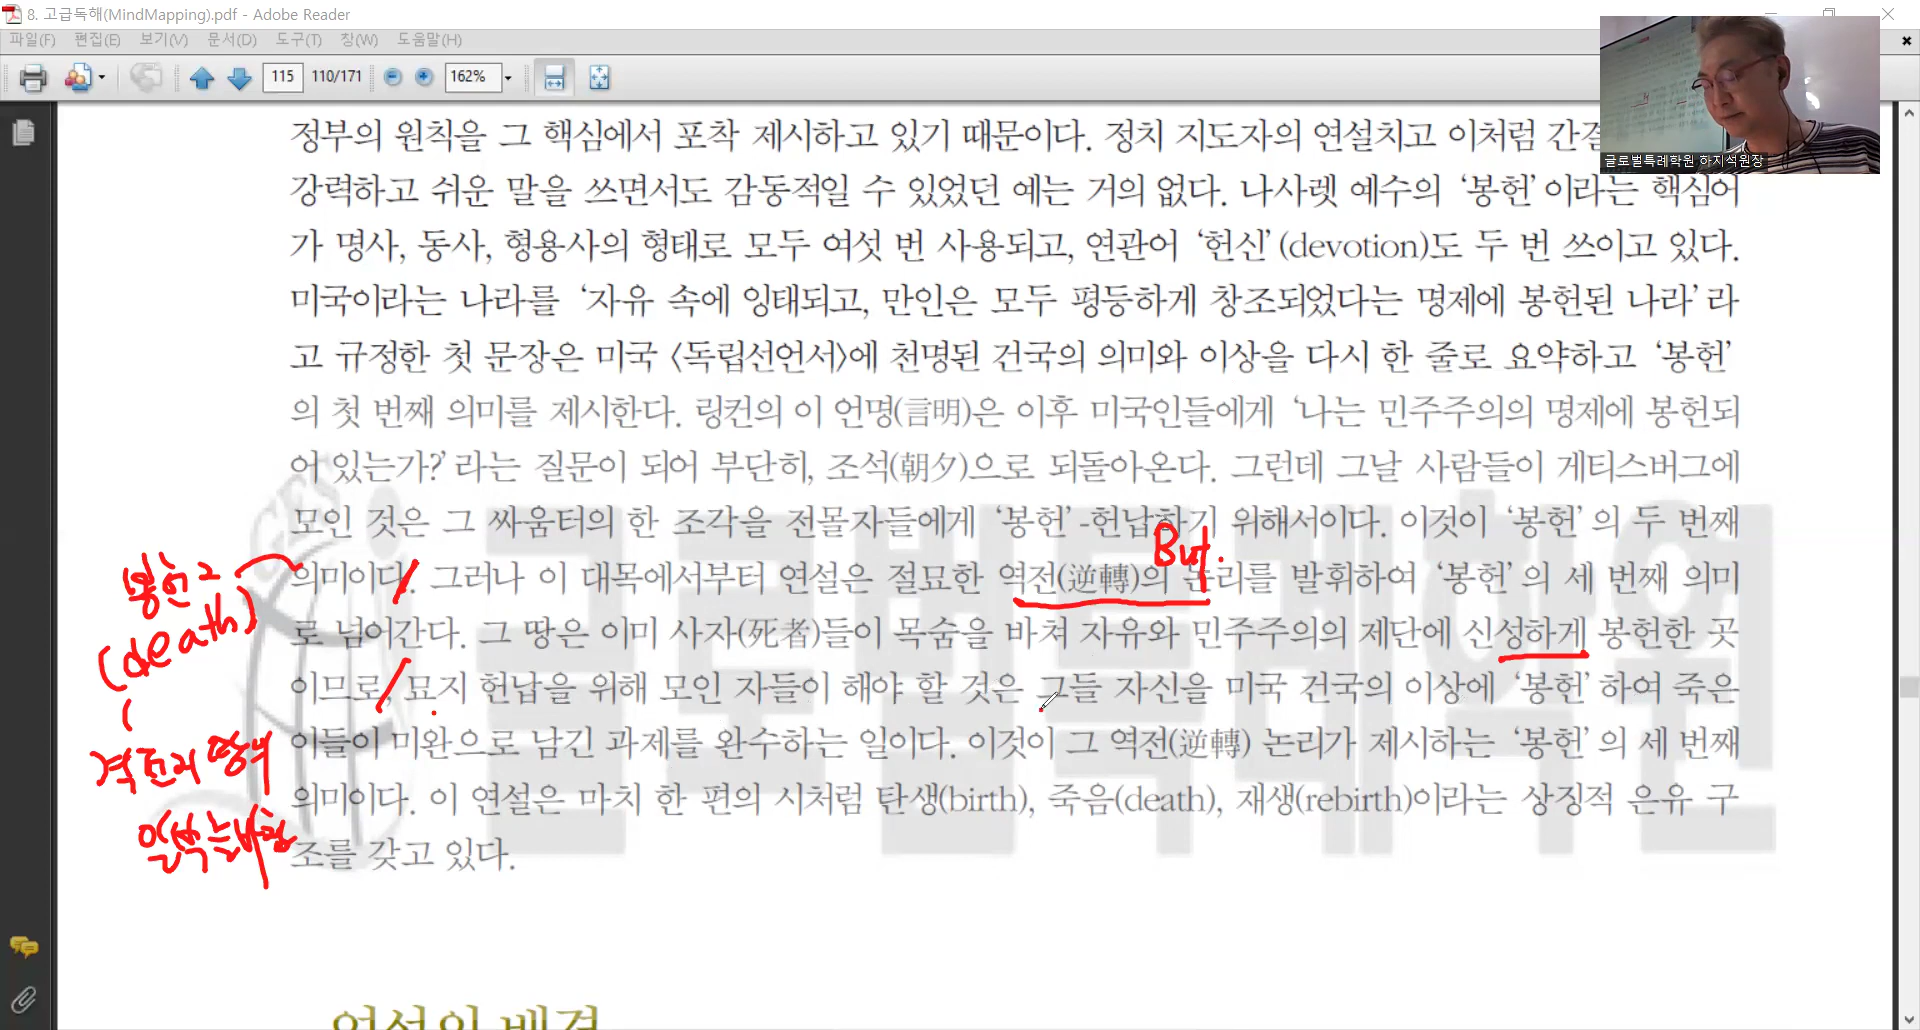 8. 고급독해(MindMapping).pdf - Adobe Reader
파일(F) 편집(E) 보기(V) 문서(D) 도구(T) 창(W) 도움말(H)
115 110/171 162%
글로벌특례학원 하지석원장
정부의 원칙을 그 핵심에서 포착 제시하고 있기 때문이다. 정치 지도자의 연설치고 이처럼 간결
강력하고 쉬운 말을 쓰면서도 감동적일 수 있었던 예는 거의 없다. 나사렛 예수의 ‘봉헌’이라는 핵심어
가 명사, 동사, 형용사의 형태로 모두 여섯 번 사용되고, 연관어 ‘헌신’(devotion)도 두 번 쓰이고 있다.
미국이라는 나라를 ‘자유 속에 잉태되고, 만인은 모두 평등하게 창조되었다는 명제에 봉헌된 나라’라
고 규정한 첫 문장은 미국 〈독립선언서〉에 천명된 건국의 의미와 이상을 다시 한 줄로 요약하고 ‘봉헌’
의 첫 번째 의미를 제시한다. 링컨의 이 언명(言明)은 이후 미국인들에게 ‘나는 민주주의의 명제에 봉헌되
어 있는가?’라는 질문이 되어 부단히, 조석(朝夕)으로 되돌아온다. 그런데 그날 사람들이 게티스버그에
모인 것은 그 싸움터의 한 조각을 전몰자들에게 ‘봉헌’-헌납하기 위해서이다. 이것이 ‘봉헌’의 두 번째
But.
의미이다. 그러나 이 대목에서부터 연설은 절묘한 역전(逆轉)의 논리를 발휘하여 ‘봉헌’의 세 번째 의미
봉헌2
(death)
로 넘어간다. 그 땅은 이미 사자(死者)들이 목숨을 바쳐 자유와 민주주의의 제단에 신성하게 봉헌한 곳
이므로, 묘지 헌납을 위해 모인 자들이 해야 할 것은 그들 자신을 미국 건국의 이상에 ‘봉헌’하여 죽은
이들이 미완으로 남긴 과제를 완수하는 일이다. 이것이 그 역전(逆轉) 논리가 제시하는 ‘봉헌’의 세 번째
의미이다. 이 연설은 마치 한 편의 시처럼 탄생(birth), 죽음(death), 재생(rebirth)이라는 상징적 은유 구
조를 갖고 있다.
글로벌특례학원
연설의 배경